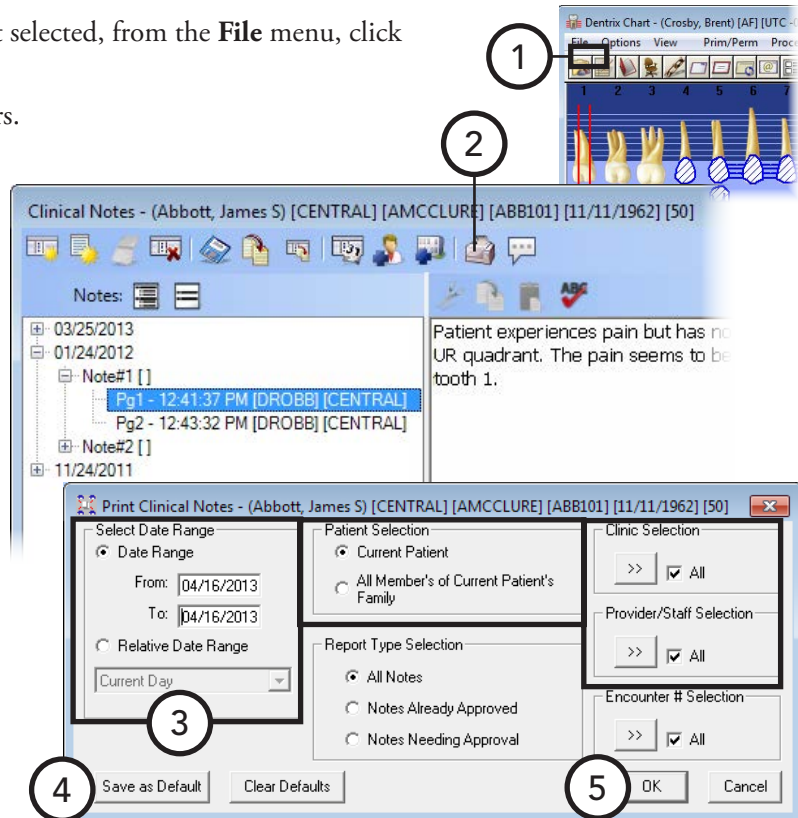 t selected, from the File menu, click
rs.
Dentrix Chart - (Crosby, Brent) [AF] [UTC -
File Options View Prim/Perm Proce
1
1 2 3 4 5 6 7
2
Clinical Notes - (Abbott, James S) [CENTRAL] [AMCCLURE] [ABB101] [11/11/1962] [50]
Notes:
ABC
03/25/2013
01/24/2012
Note#1 [ ]
Pg1 - 12:41:37 PM [DROBB] [CENTRAL]
Pg2 - 12:43:32 PM [DROBB] [CENTRAL]
Note#2 [ ]
11/24/2011
Patient experiences pain but has no
UR quadrant. The pain seems to be
tooth 1.
Print Clinical Notes - (Abbott, James S) [CENTRAL] [AMCCLURE] [ABB101] [11/11/1962] [50]
Select Date Range
Date Range
From: 04/16/2013
To: 04/16/2013
Relative Date Range
Current Day
3
Patient Selection
Current Patient
All Member's of Current Patient's
Family
Report Type Selection
All Notes
Notes Already Approved
Notes Needing Approval
Clinic Selection
>> All
Provider/Staff Selection
>> All
Encounter # Selection
>> All
4
Save as Default Clear Defaults
5
OK Cancel